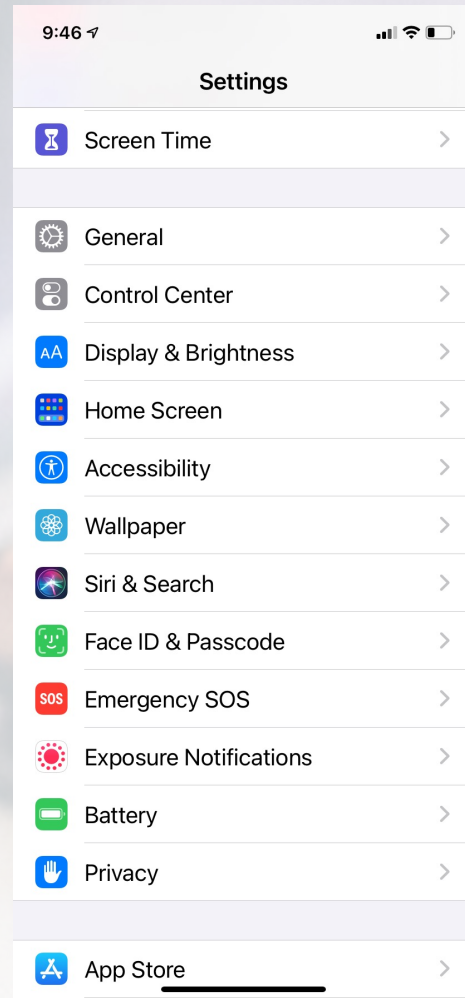 9:46
Settings
Screen Time
General
Control Center
AA Display & Brightness
Home Screen
Accessibility
Wallpaper
Siri & Search
Face ID & Passcode
SOS Emergency SOS
Exposure Notifications
Battery
Privacy
App Store